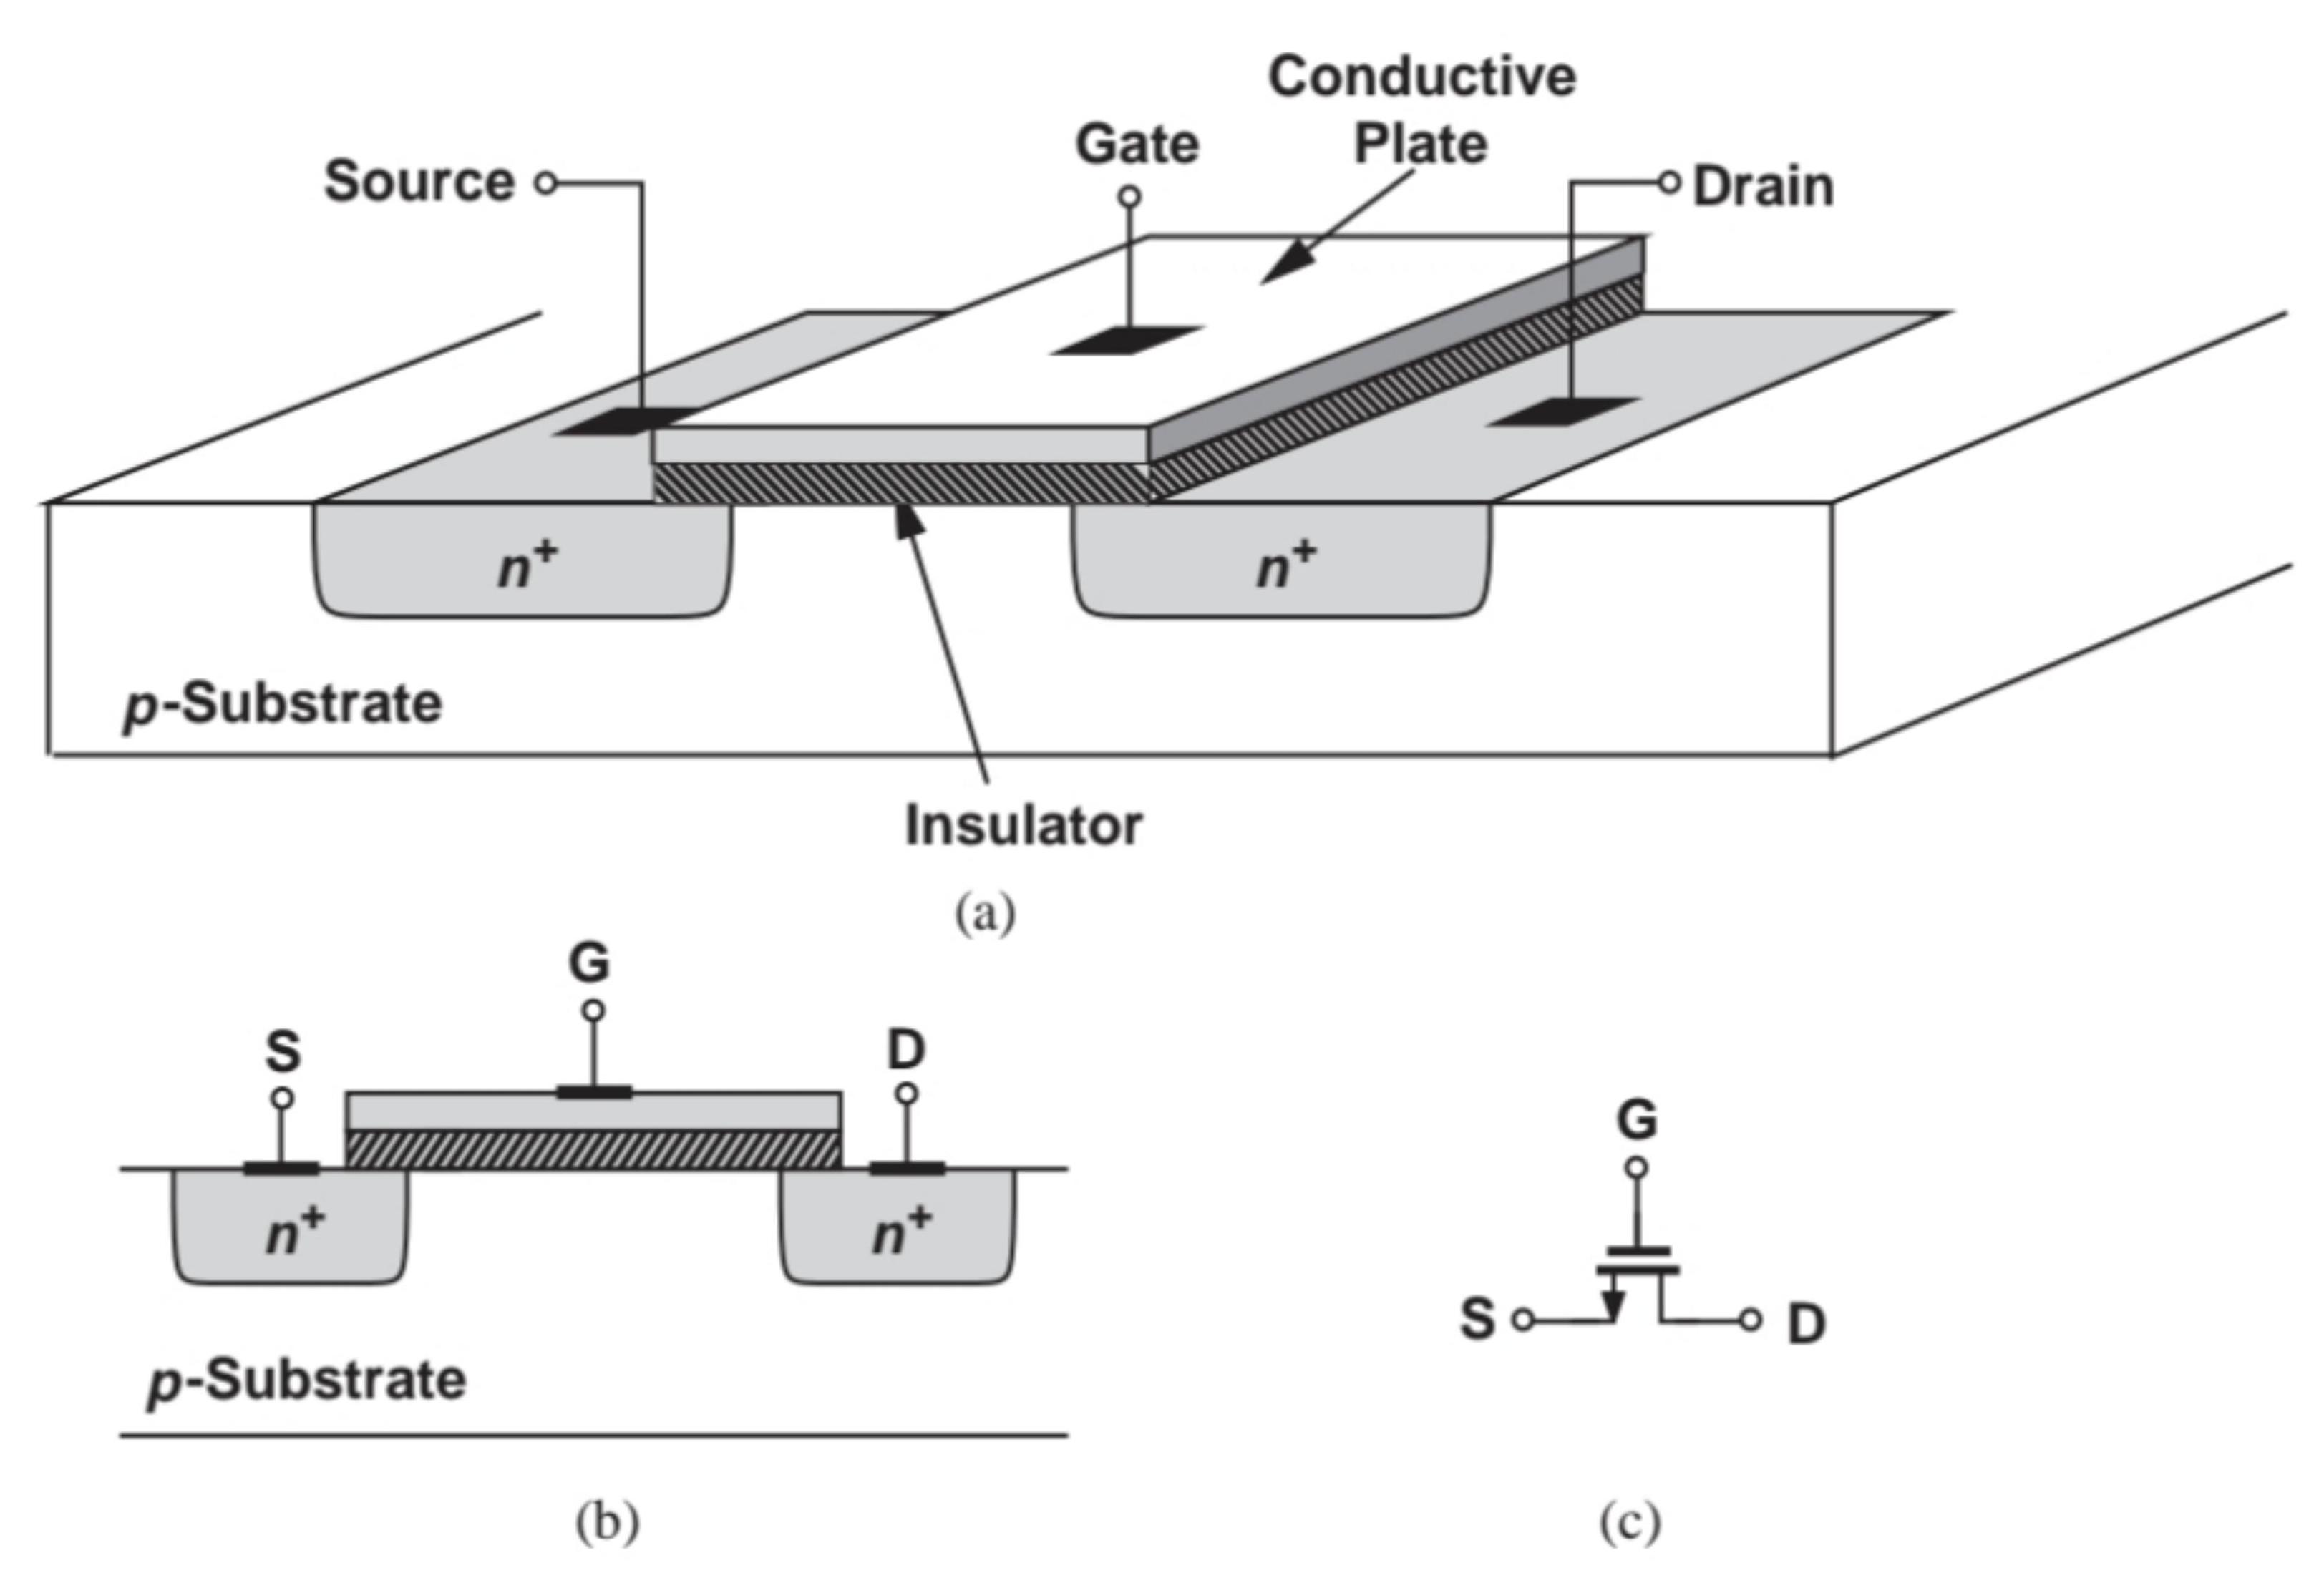 Conductive
Plate
Gate
Source
Drain
n+
n+
p-Substrate
Insulator
(a)
G
S
D
n+
n+
p-Substrate
(b)
G
S
D
(c)